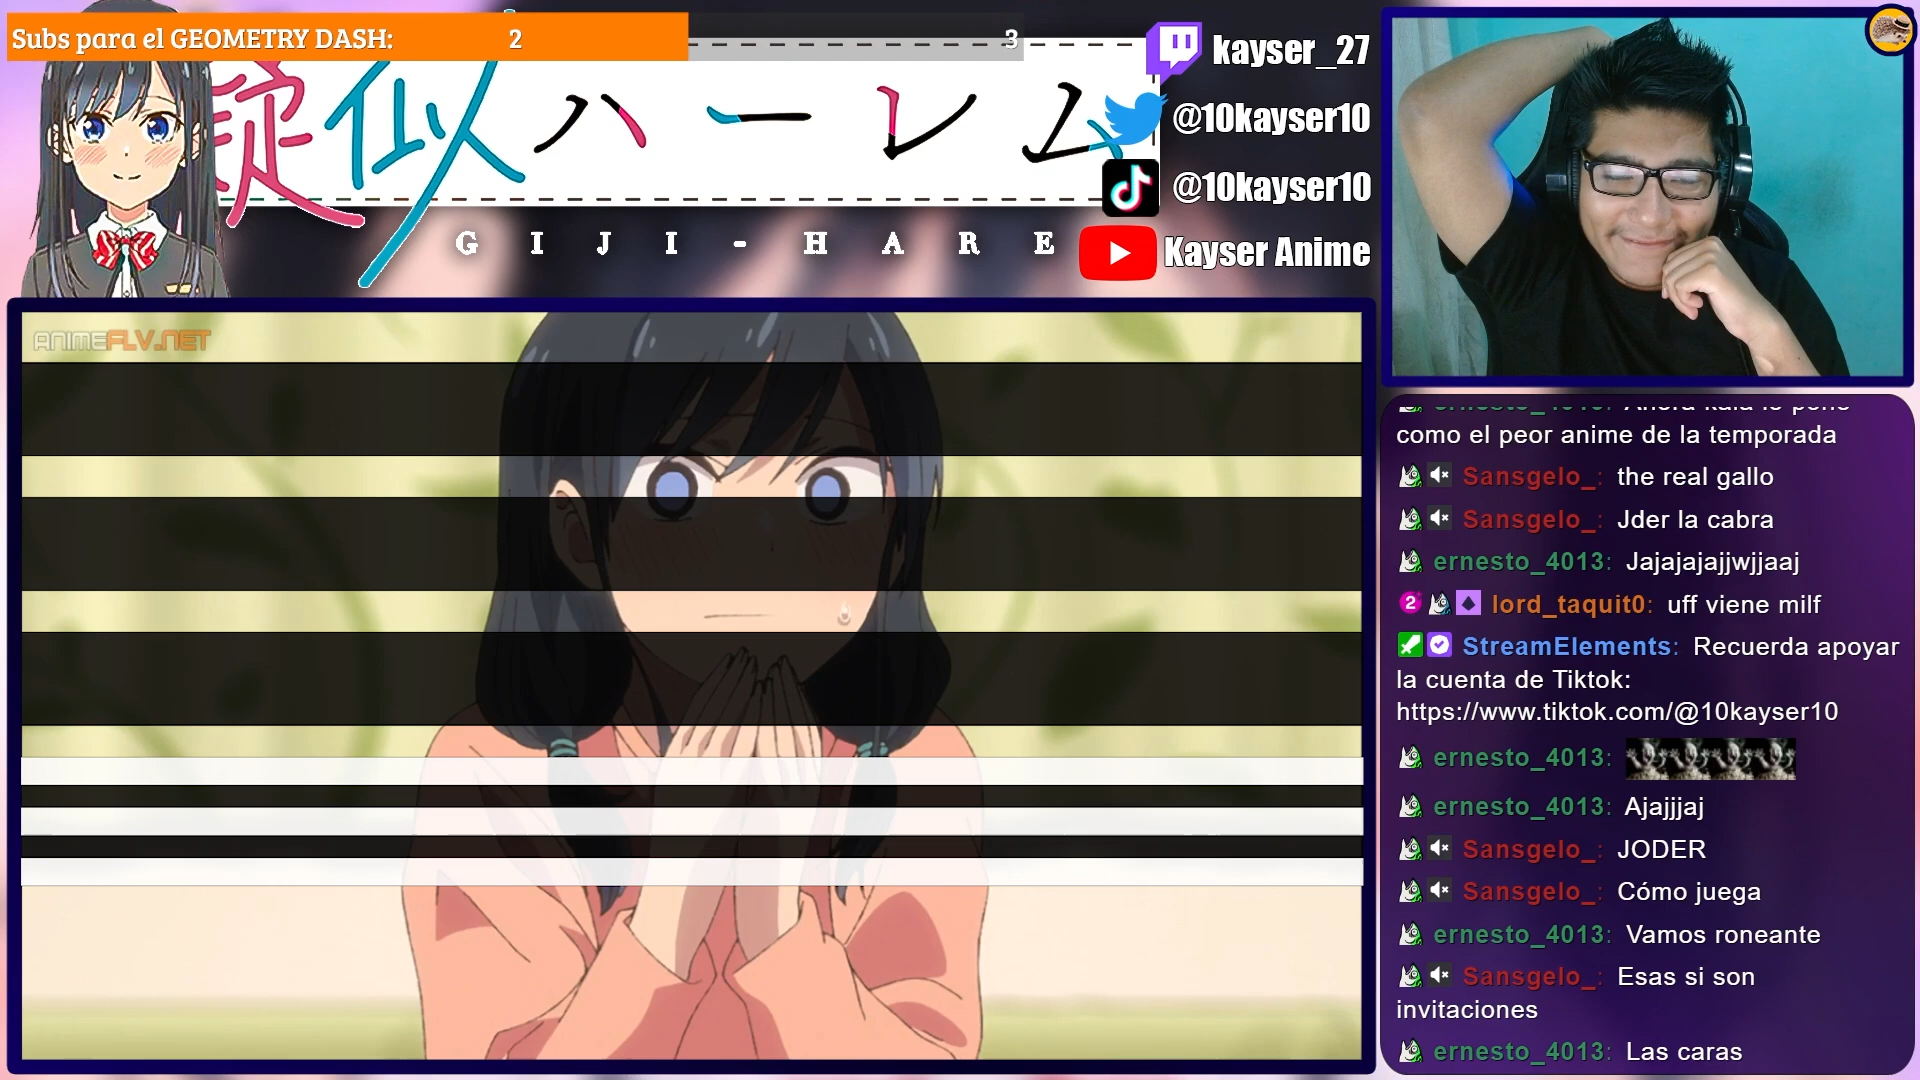 Subs para el GEOMETRY DASH: 2 3
疑似ハーレム
GIJI-HARE
kayser_27
@10kayser10
@10kayser10
Kayser Anime
ANIMEFLV.NET
como el peor anime de la temporada
Sansgelo_: the real gallo
Sansgelo_: Jder la cabra
ernesto_4013: Jajajajajjwjjaaj
2 lord_taquit0: uff viene milf
StreamElements: Recuerda apoyar
la cuenta de Tiktok:
https://www.tiktok.com/@10kayser10
ernesto_4013:
ernesto_4013: Ajajjjaj
Sansgelo_: JODER
Sansgelo_: Cómo juega
ernesto_4013: Vamos roneante
Sansgelo_: Esas si son
invitaciones
ernesto_4013: Las caras